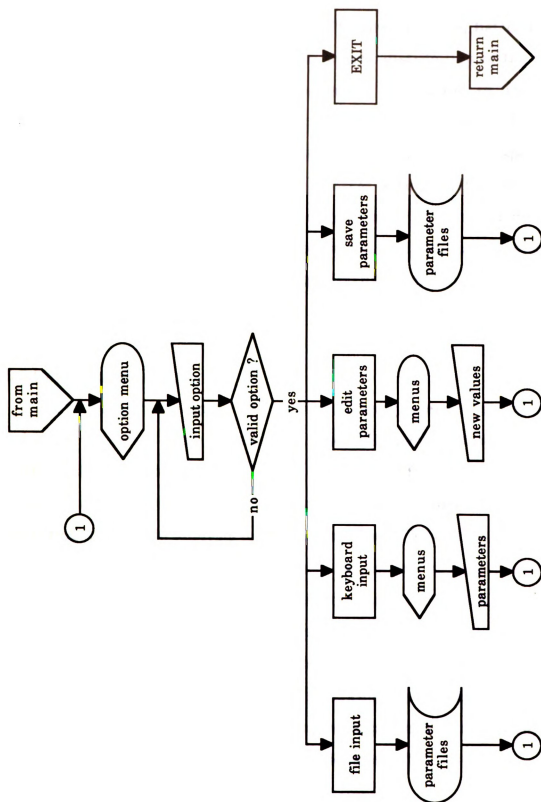 from
main
1
option menu
input option
valid option ?
no
yes
file input
parameter
files
1
keyboard
input
menus
parameters
1
edit
parameters
menus
new values
1
save
parameters
parameter
files
1
EXIT
return
main